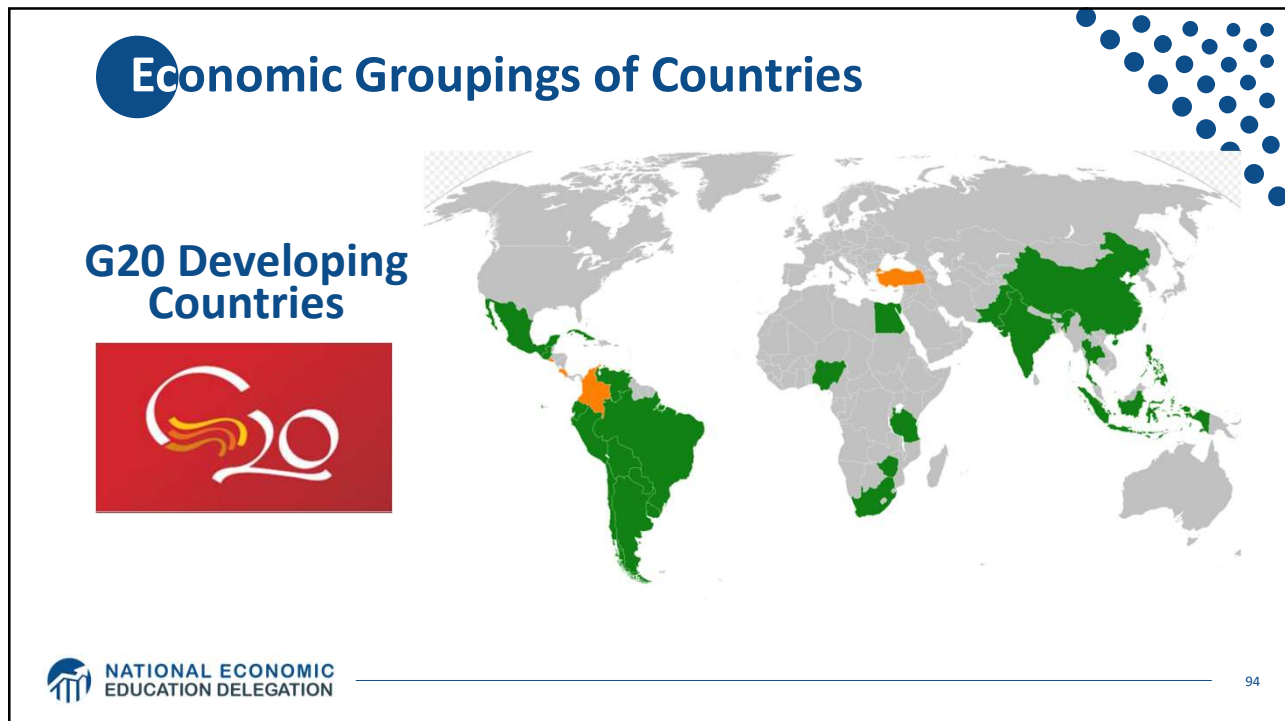 Economic Groupings of Countries
G20 Developing
Countries
G20
NATIONAL ECONOMIC
EDUCATION DELEGATION
94